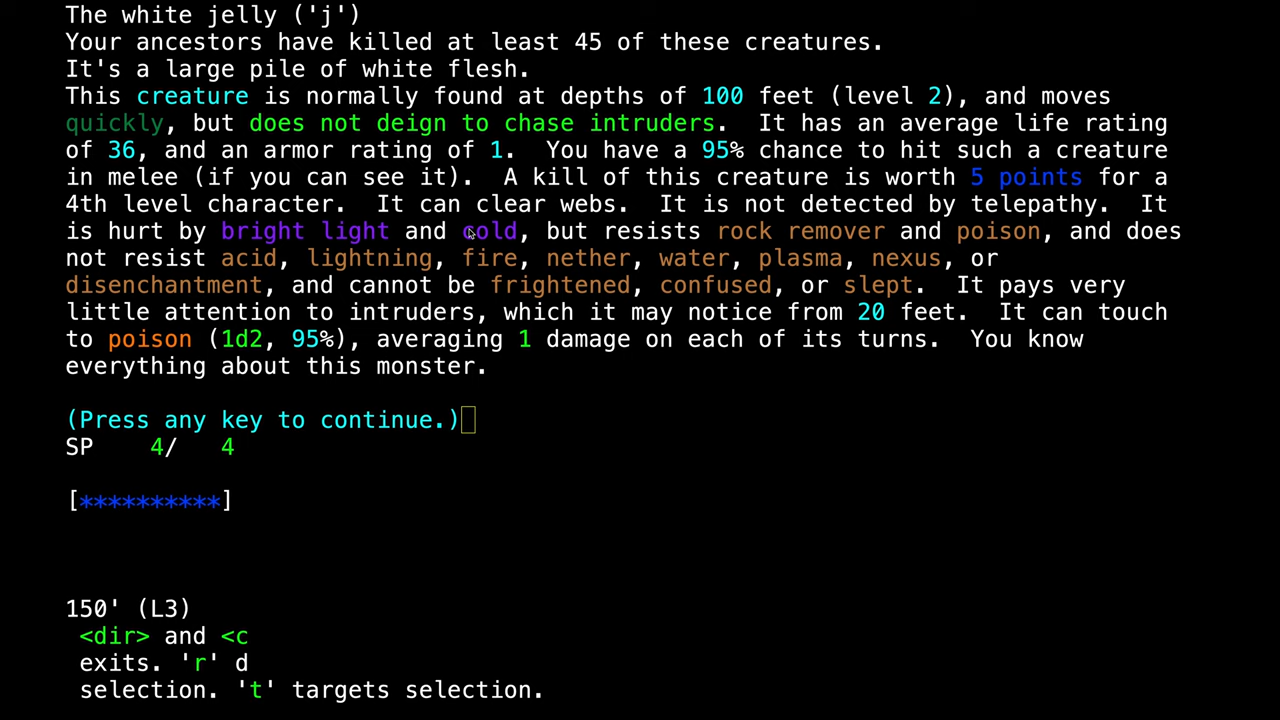 The white jelly ('j')
Your ancestors have killed at least 45 of these creatures.
It's a large pile of white flesh.
This creature is normally found at depths of 100 feet (level 2), and moves
quickly, but does not deign to chase intruders.  It has an average life rating
of 36, and an armor rating of 1.  You have a 95% chance to hit such a creature
in melee (if you can see it).  A kill of this creature is worth 5 points for a
4th level character.  It can clear webs.  It is not detected by telepathy.  It
is hurt by bright light and cold, but resists rock remover and poison, and does
not resist acid, lightning, fire, nether, water, plasma, nexus, or
disenchantment, and cannot be frightened, confused, or slept.  It pays very
little attention to intruders, which it may notice from 20 feet.  It can touch
to poison (1d2, 95%), averaging 1 damage on each of its turns.  You know
everything about this monster.
(Press any key to continue.)
SP    4/   4
[**********]
150' (L3)
<dir> and <c
exits. 'r' d
selection. 't' targets selection.